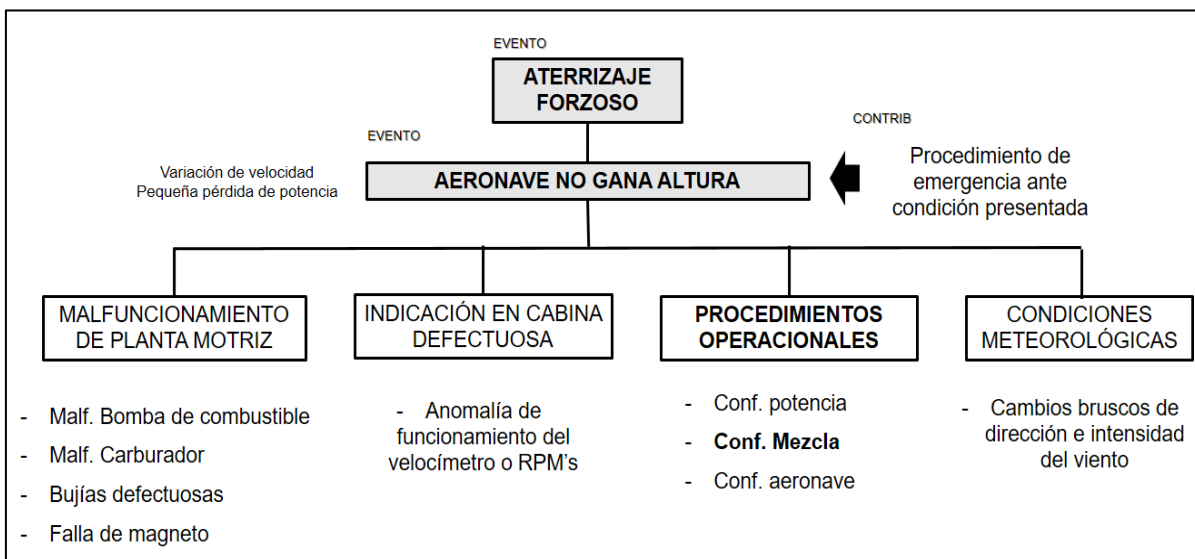 EVENTO
ATERRIZAJE
FORZOSO
EVENTO
CONTRIB
Variación de velocidad
Pequeña pérdida de potencia
AERONAVE NO GANA ALTURA
Procedimiento de
emergencia ante
condición presentada
MALFUNCIONAMIENTO
DE PLANTA MOTRIZ
- Malf. Bomba de combustible
- Malf. Carburador
- Bujías defectuosas
- Falla de magneto
INDICACIÓN EN CABINA
DEFECTUOSA
- Anomalía de
funcionamiento del
velocímetro o RPM's
PROCEDIMIENTOS
OPERACIONALES
- Conf. potencia
- Conf. Mezcla
- Conf. aeronave
CONDICIONES
METEOROLÓGICAS
- Cambios bruscos de
dirección e intensidad
del viento